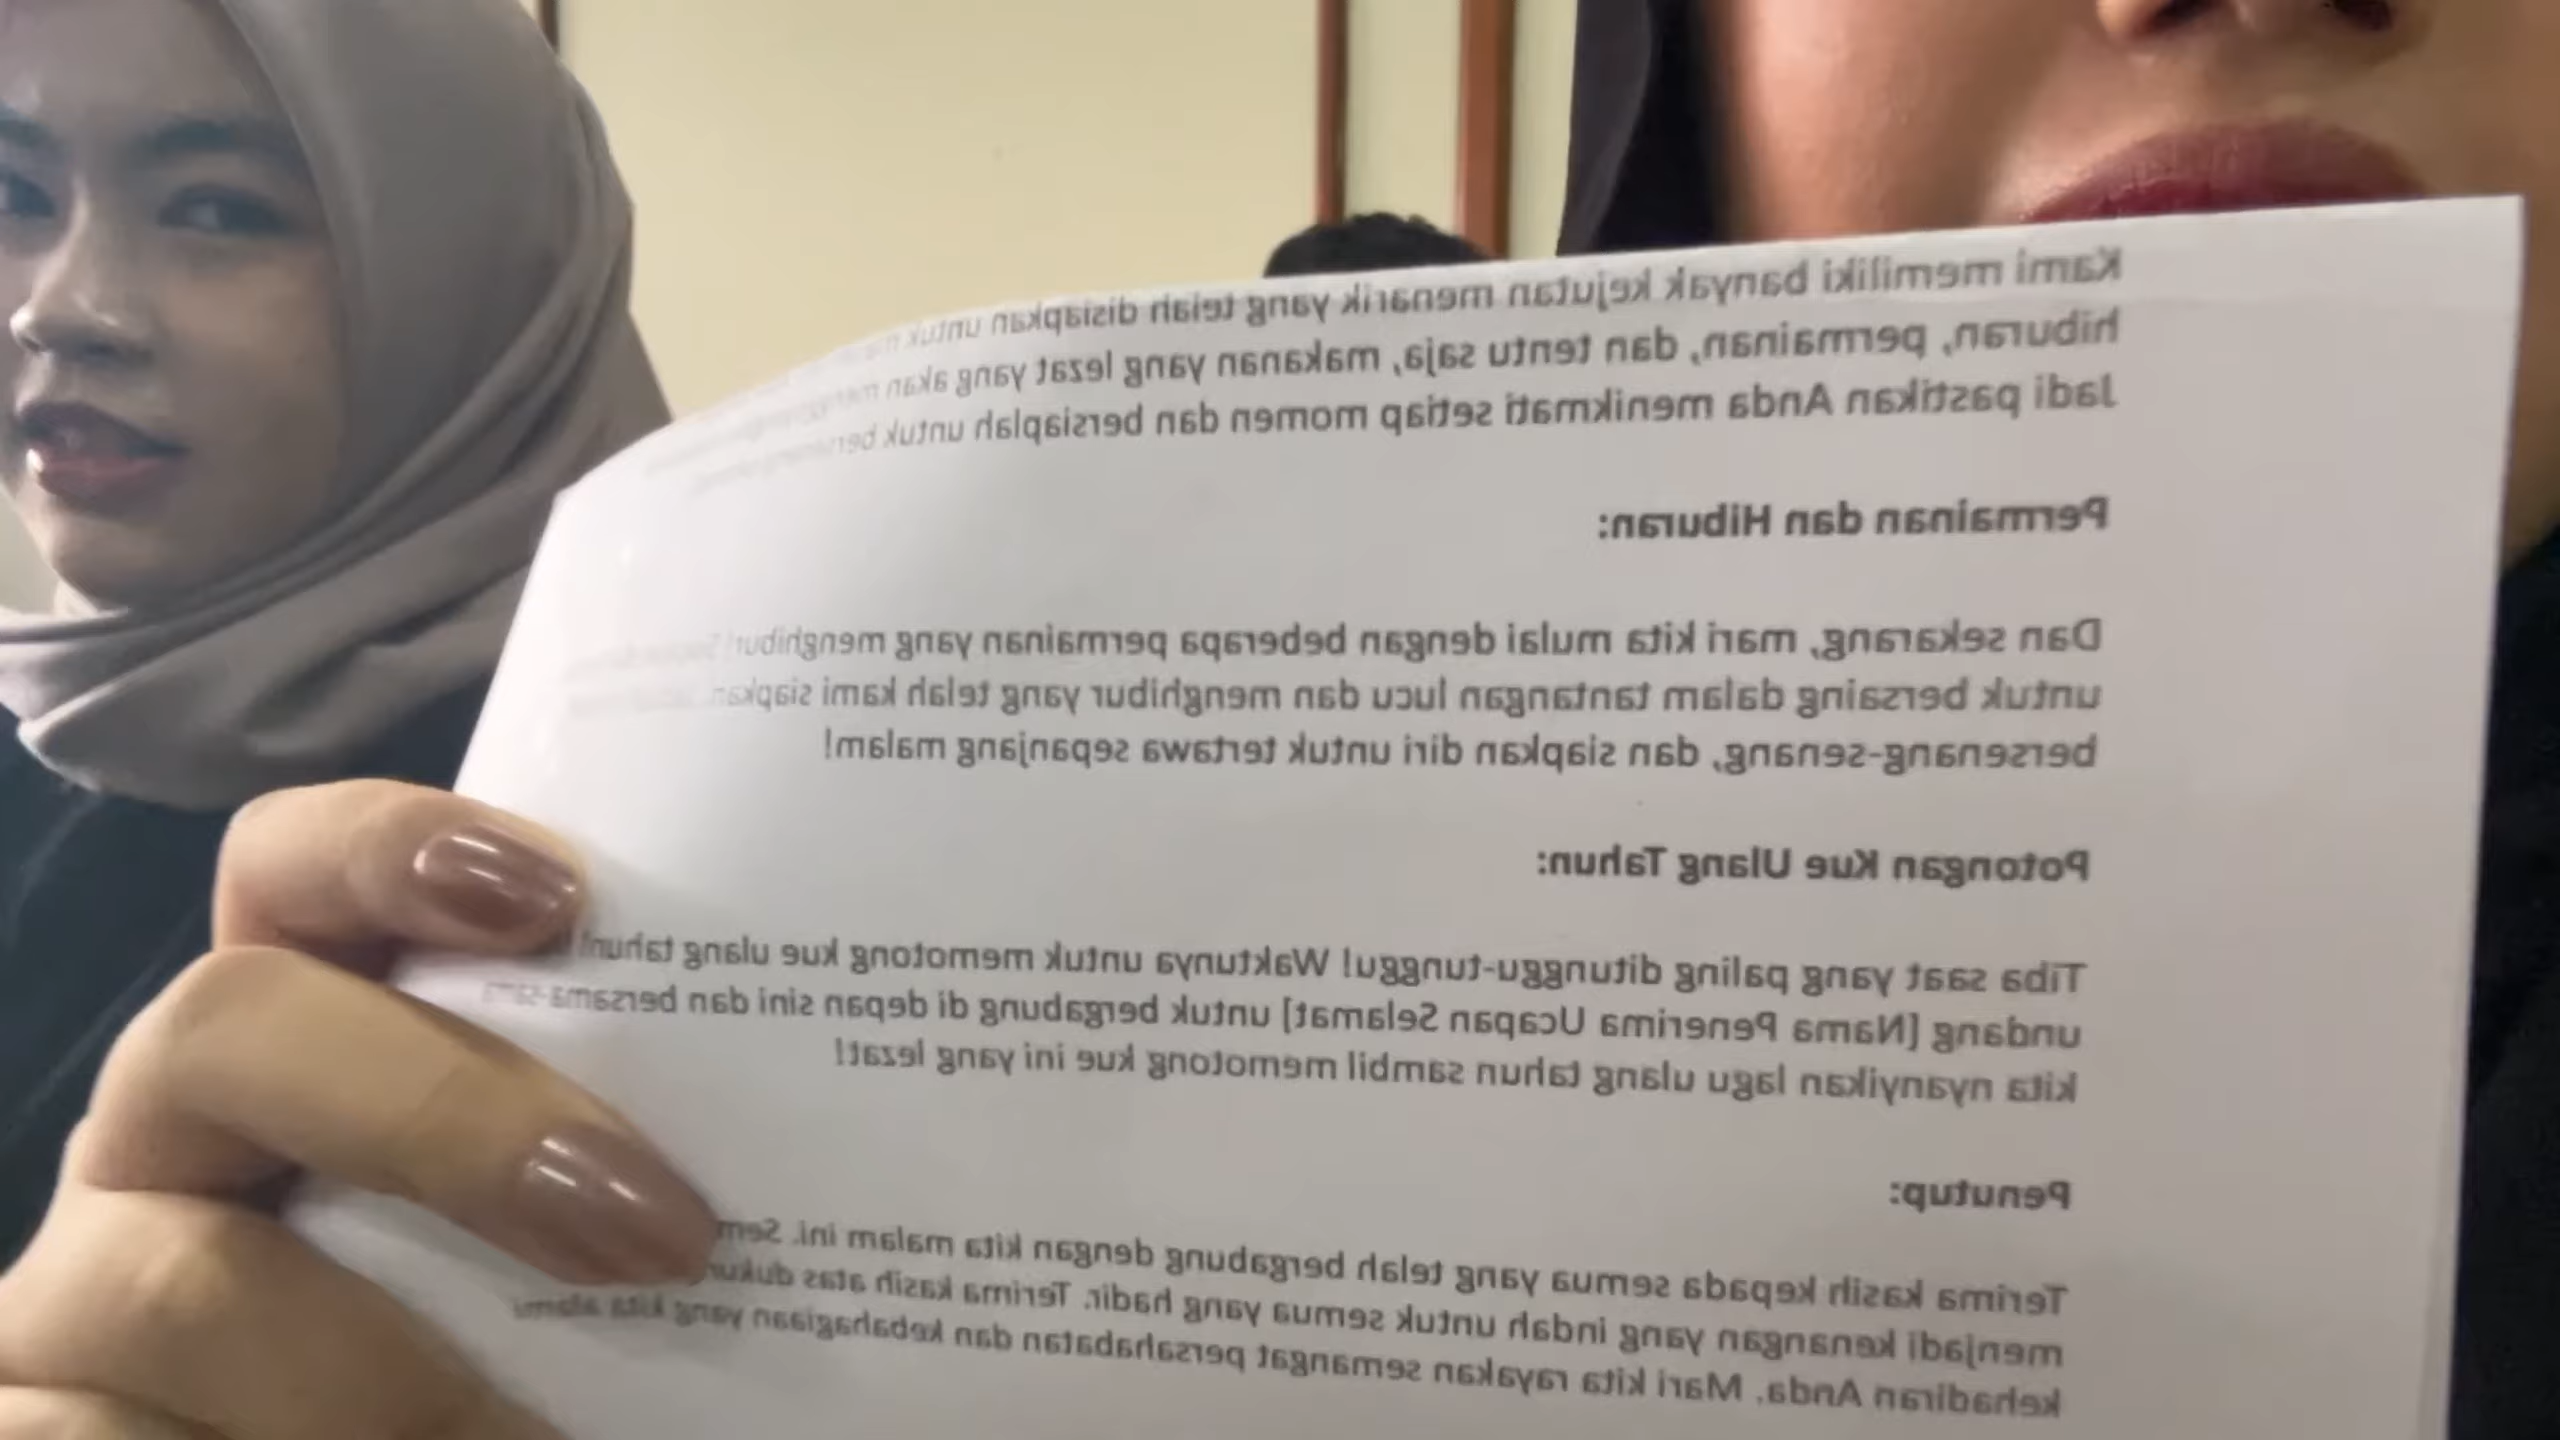 Kami memiliki banyak kejutan menarik yang telah disiapkan untuk
hiburan, permainan, dan tentu saja, makanan yang lezat yang akan
Jadi pastikan Anda menikmati setiap momen dan bersiaplah untuk
Permainan dan Hiburan:
Dan sekarang, mari kita mulai dengan beberapa permainan yang menghibur!
untuk bersaing dalam tantangan lucu dan menghibur yang telah kami siapkan.
bersenang-senang, dan siapkan diri untuk tertawa sepanjang malam!
Potongan Kue Ulang Tahun:
Tiba saat yang paling ditunggu-tunggu! Waktunya untuk memotong kue ulang tahun!
undang [Nama Penerima Ucapan Selamat] untuk bergabung di depan sini dan bersama-sama
kita nyanyikan lagu ulang tahun sambil memotong kue ini yang lezat!
Penutup:
Terima kasih kepada semua yang telah bergabung dengan kita malam ini. Sem
menjadi kenangan yang indah untuk semua yang hadir. Terima kasih atas
kehadiran Anda. Mari kita rayakan semangat persahabatan dan kebahagiaan yang kita alami